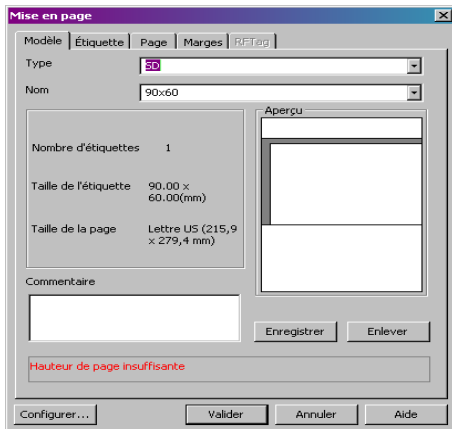 Mise en page
Modèle Étiquette Page Marges RFTag
Type SD
Nom 90x60
Aperçu
Nombre d'étiquettes 1
Taille de l'étiquette 90.00 x
60.00(mm)
Taille de la page Lettre US (215,9
x 279,4 mm)
Commentaire
Enregistrer Enlever
Hauteur de page insuffisante
Configurer... Valider Annuler Aide